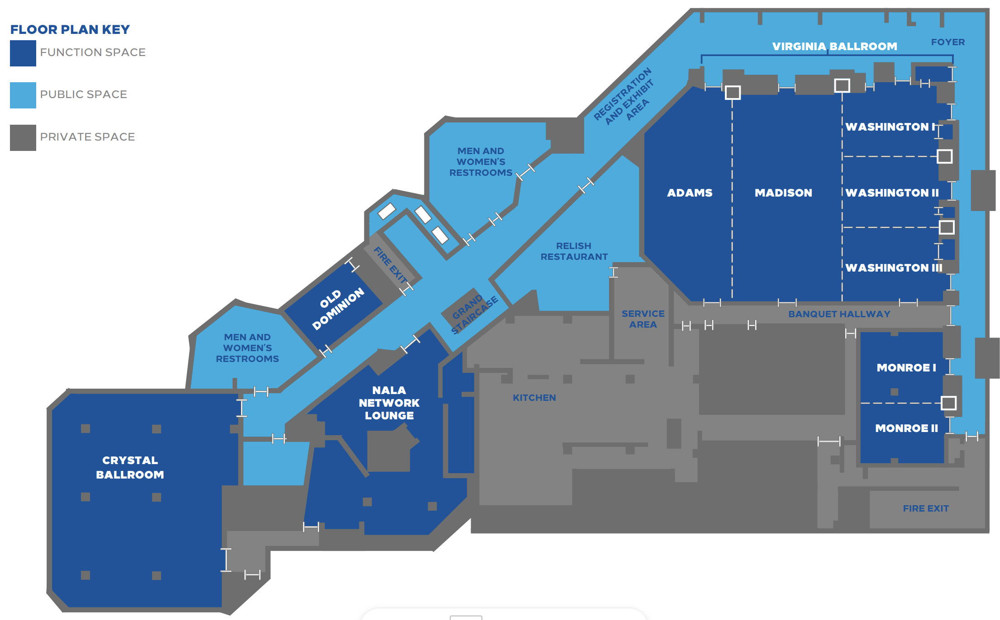 FLOOR PLAN KEY
FUNCTION SPACE
PUBLIC SPACE
PRIVATE SPACE
VIRGINIA BALLROOM
FOYER
REGISTRATION
AND EXHIBIT
AREA
WASHINGTON I
MEN AND
WOMEN'S
RESTROOMS
ADAMS
MADISON
WASHINGTON II
RELISH
RESTAURANT
FIRE EXIT
WASHINGTON III
OLD
DOMINION
GRAND
STAIRCASE
SERVICE
AREA
BANQUET HALLWAY
MEN AND
WOMEN'S
RESTROOMS
MONROE I
NALA
NETWORK
LOUNGE
KITCHEN
MONROE II
CRYSTAL
BALLROOM
FIRE EXIT